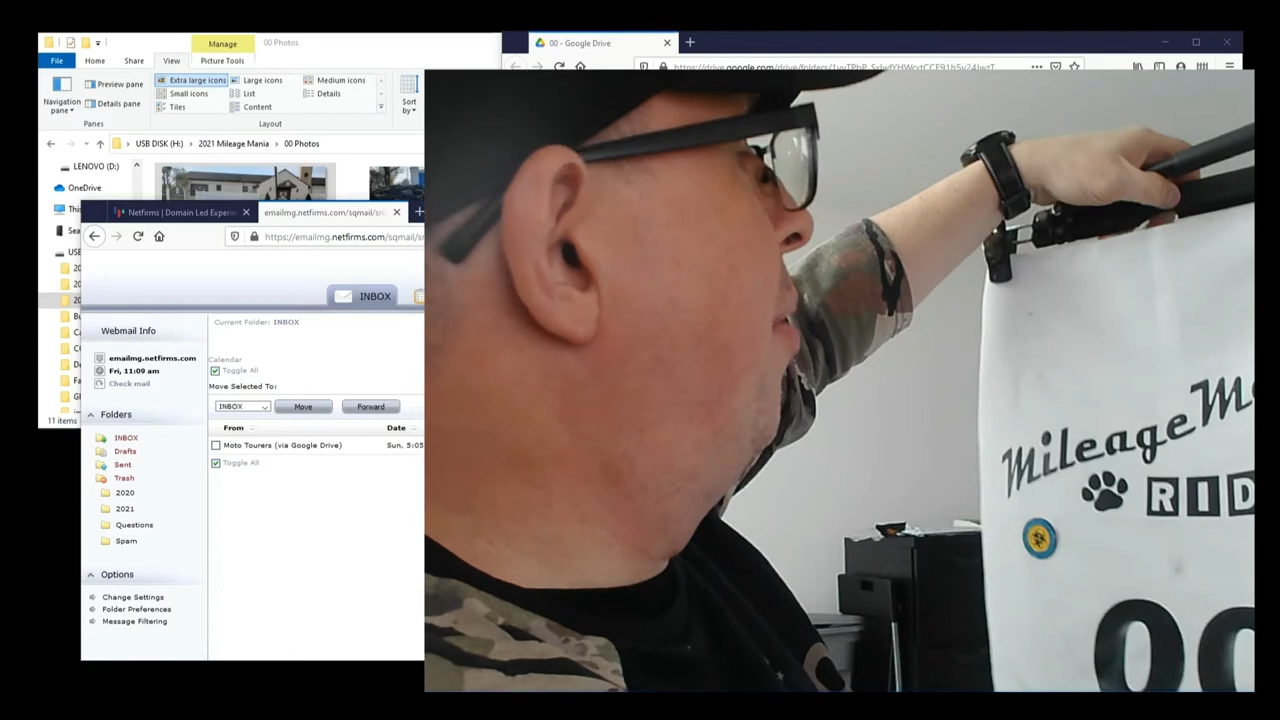 Manage
00 Photos
File
Home
Share
View
Picture Tools
Navigation pane
Preview pane
Details pane
Panes
Extra large icons
Large icons
Medium icons
Small icons
List
Details
Tiles
Content
Layout
Sort by
USB DISK (H:)
2021 Mileage Mania
00 Photos
LENOVO (D:)
OneDrive
11 items
00 - Google Drive
Netfirms | Domain Led Experie
emailmg.netfirms.com/sqmail/src
https://emailmg.netfirms.com/sqmail/sr
INBOX
Webmail Info
emailmg.netfirms.com
Fri, 11:09 am
Check mail
Folders
INBOX
Drafts
Sent
Trash
2020
2021
Questions
Spam
Options
Change Settings
Folder Preferences
Message Filtering
Current Folder: INBOX
Calendar
Toggle All
Move Selected To:
INBOX
Move
Forward
From
Date
Moto Tourers (via Google Drive)
Sun, 5:05
Toggle All
Mileage M
RID
00